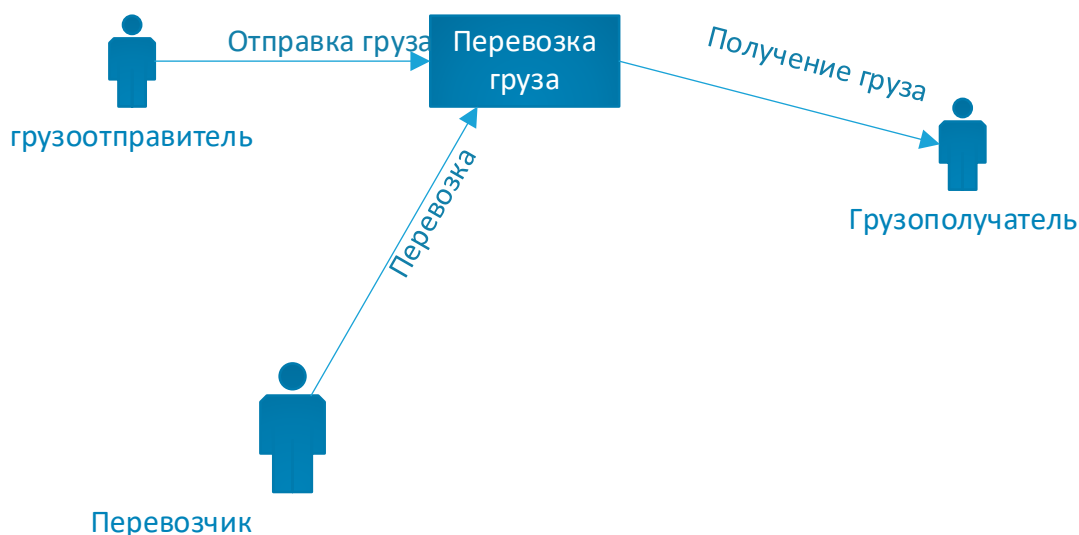 Отправка груза
Перевозка
груза
Получение груза
грузоотправитель
Перевозка
Грузополучатель
Перевозчик